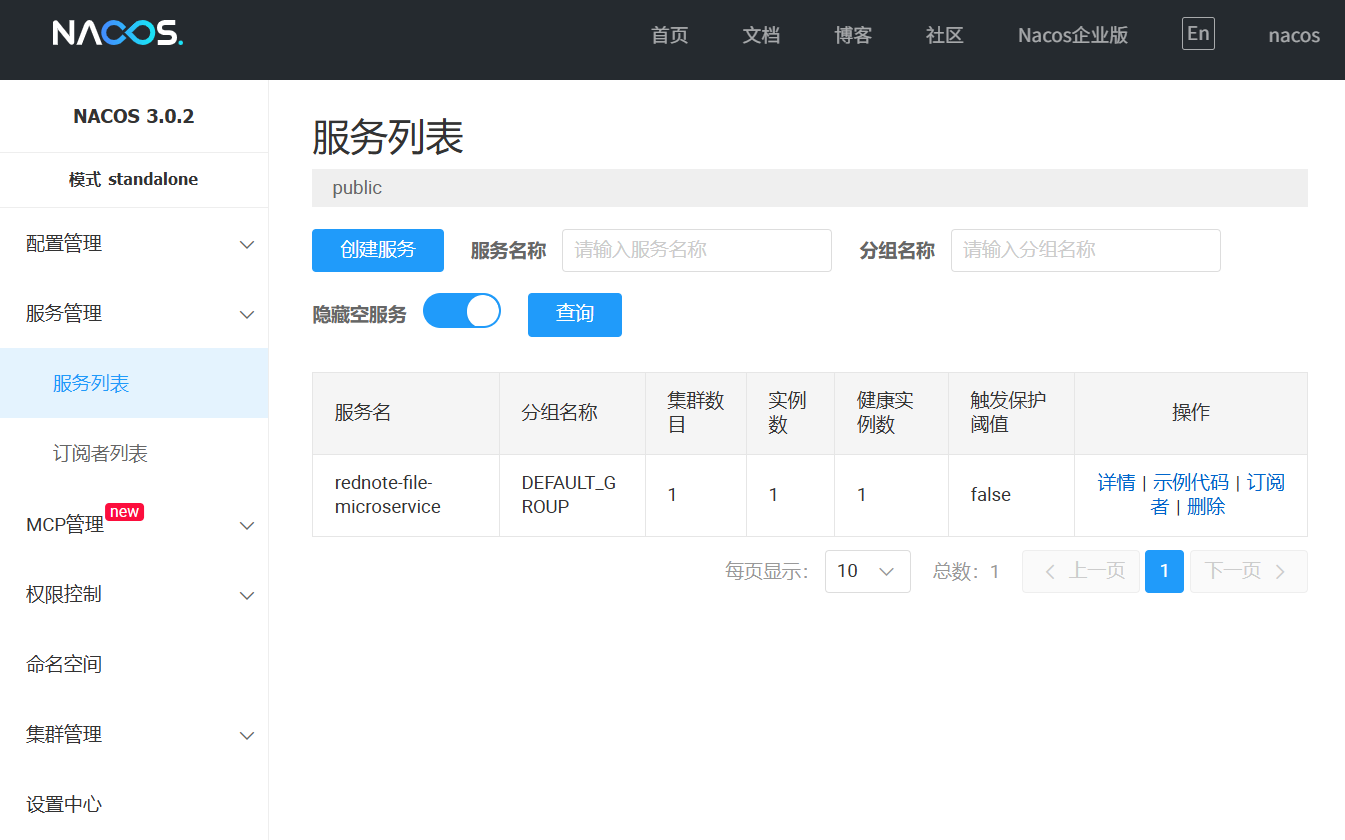 NACOS.
首页 文档 博客 社区 Nacos企业版 En nacos
NACOS 3.0.2
模式 standalone
配置管理
服务管理
服务列表
订阅者列表
MCP管理 new
权限控制
命名空间
集群管理
设置中心
服务列表
public
创建服务 服务名称 请输入服务名称 分组名称 请输入分组名称
隐藏空服务 查询
服务名 分组名称 集群数目 实例数 健康实例数 触发保护阈值 操作
rednote-file-microservice DEFAULT_GROUP 1 1 1 false 详情 | 示例代码 | 订阅者 | 删除
每页显示: 10 总数: 1 上一页 1 下一页